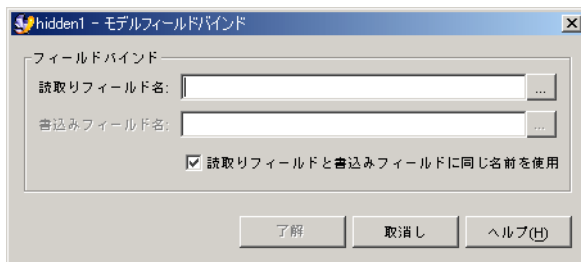 hidden1 - モデルフィールドバインド
フィールドバインド
読取りフィールド名:
...
書込みフィールド名:
...
読取りフィールドと書込みフィールドに同じ名前を使用
了解
取消し
ヘルプ(H)